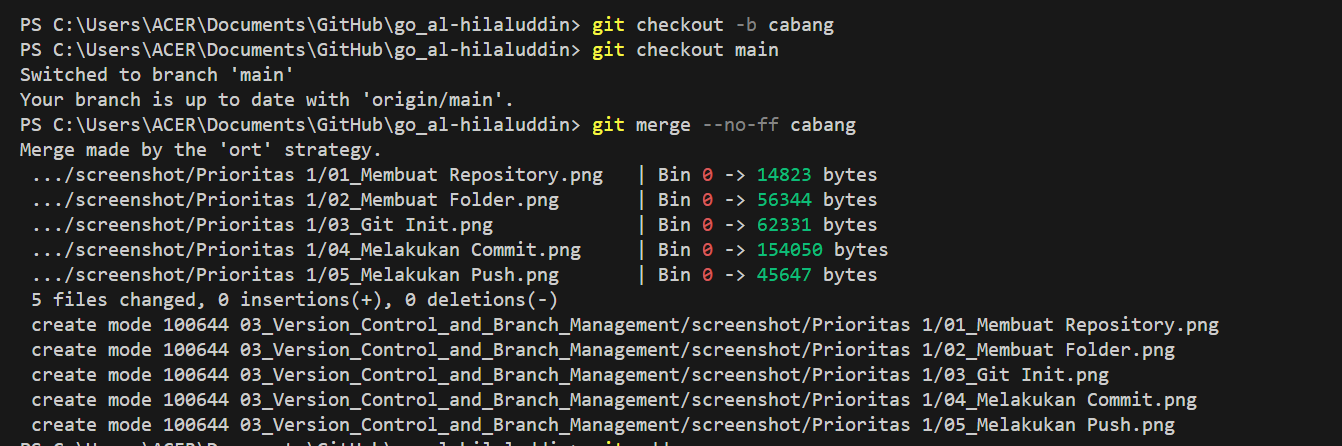 PS C:\Users\ACER\Documents\GitHub\go_al-hilaluddin> git checkout -b cabang
PS C:\Users\ACER\Documents\GitHub\go_al-hilaluddin> git checkout main
Switched to branch 'main'
Your branch is up to date with 'origin/main'.
PS C:\Users\ACER\Documents\GitHub\go_al-hilaluddin> git merge --no-ff cabang
Merge made by the 'ort' strategy.
 .../screenshot/Prioritas 1/01_Membuat Repository.png   | Bin 0 -> 14823 bytes
 .../screenshot/Prioritas 1/02_Membuat Folder.png       | Bin 0 -> 56344 bytes
 .../screenshot/Prioritas 1/03_Git Init.png             | Bin 0 -> 62331 bytes
 .../screenshot/Prioritas 1/04_Melakukan Commit.png     | Bin 0 -> 154050 bytes
 .../screenshot/Prioritas 1/05_Melakukan Push.png       | Bin 0 -> 45647 bytes
 5 files changed, 0 insertions(+), 0 deletions(-)
 create mode 100644 03_Version_Control_and_Branch_Management/screenshot/Prioritas 1/01_Membuat Repository.png
 create mode 100644 03_Version_Control_and_Branch_Management/screenshot/Prioritas 1/02_Membuat Folder.png
 create mode 100644 03_Version_Control_and_Branch_Management/screenshot/Prioritas 1/03_Git Init.png
 create mode 100644 03_Version_Control_and_Branch_Management/screenshot/Prioritas 1/04_Melakukan Commit.png
 create mode 100644 03_Version_Control_and_Branch_Management/screenshot/Prioritas 1/05_Melakukan Push.png